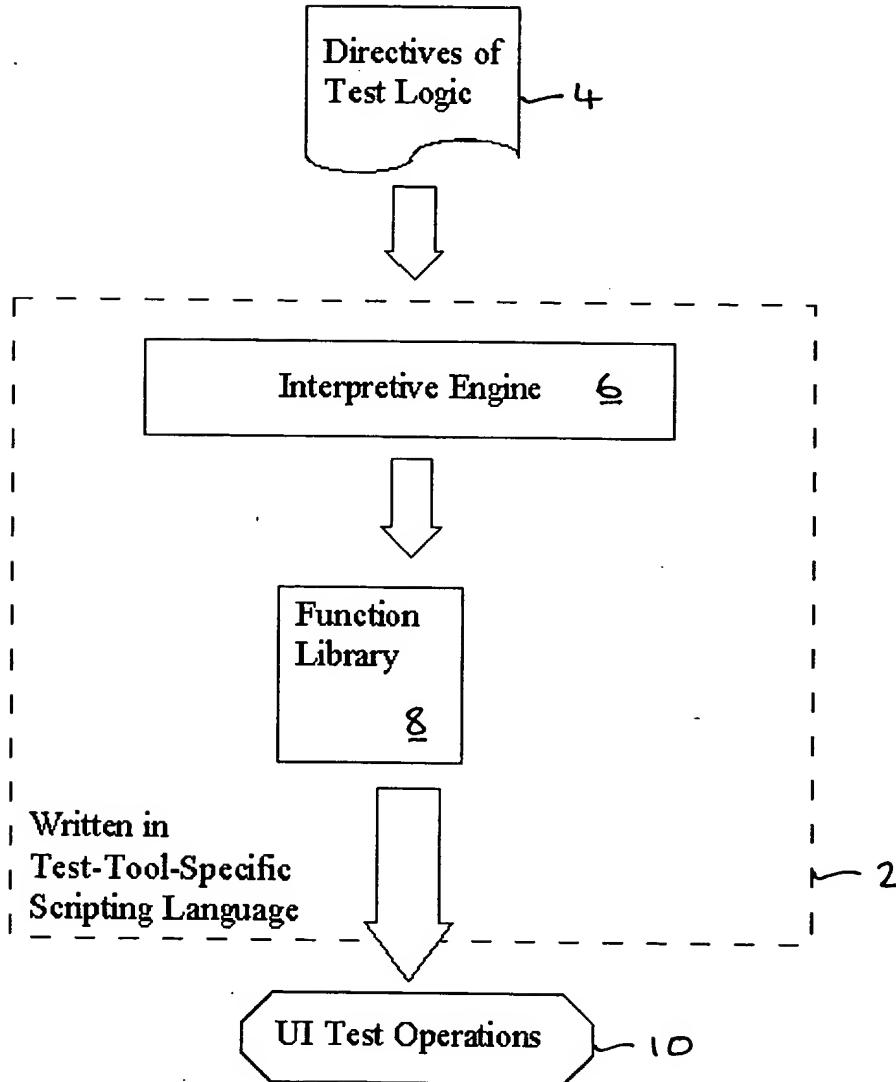 Directives of
Test Logic
4
Interpretive Engine 6
Function
Library
8
Written in
Test-Tool-Specific
Scripting Language
2
UI Test Operations
10